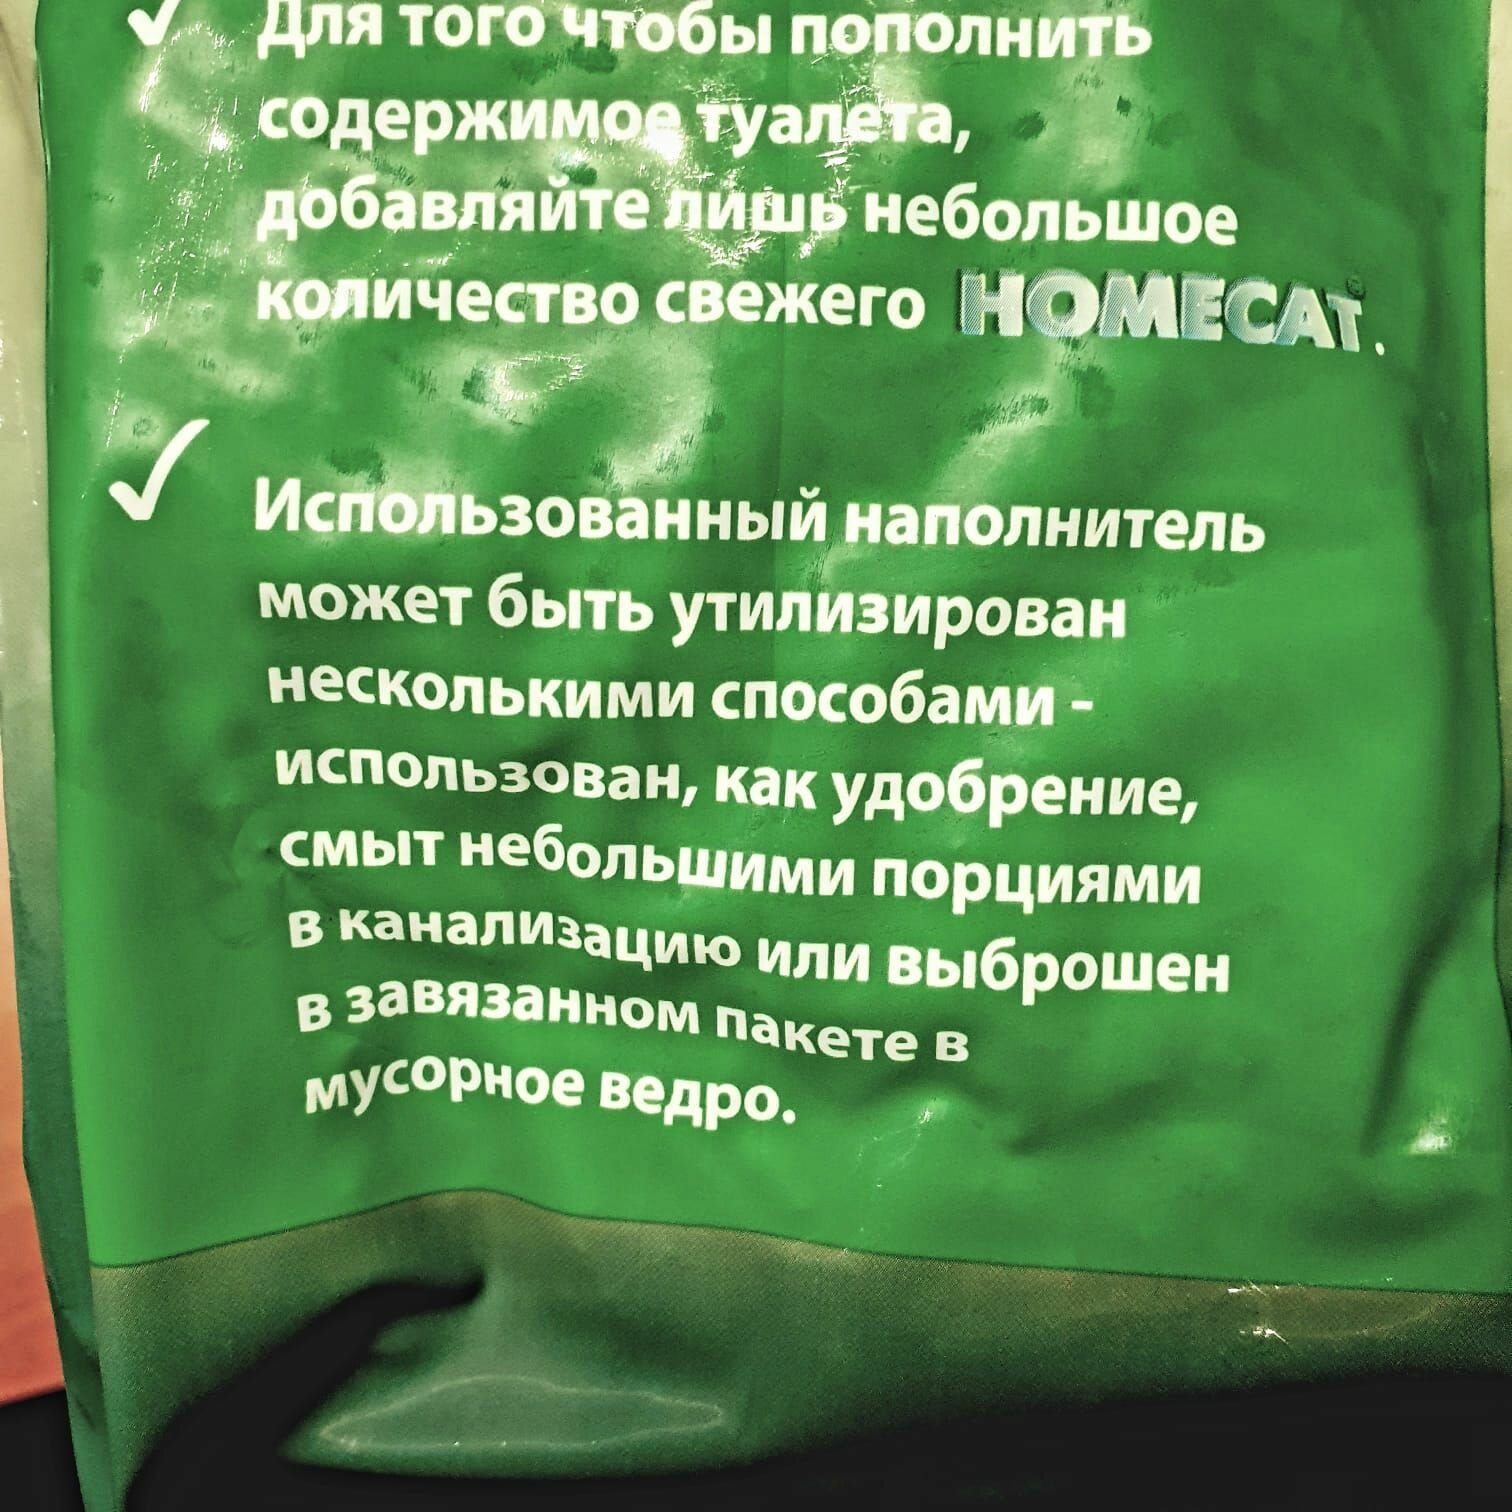 ✓ Для того чтобы пополнить
содержимое туалета,
добавляйте лишь небольшое
количество свежего HOMECAT®.
✓ Использованный наполнитель
может быть утилизирован
несколькими способами -
использован, как удобрение,
смыт небольшими порциями
в канализацию или выброшен
в завязанном пакете в
мусорное ведро.